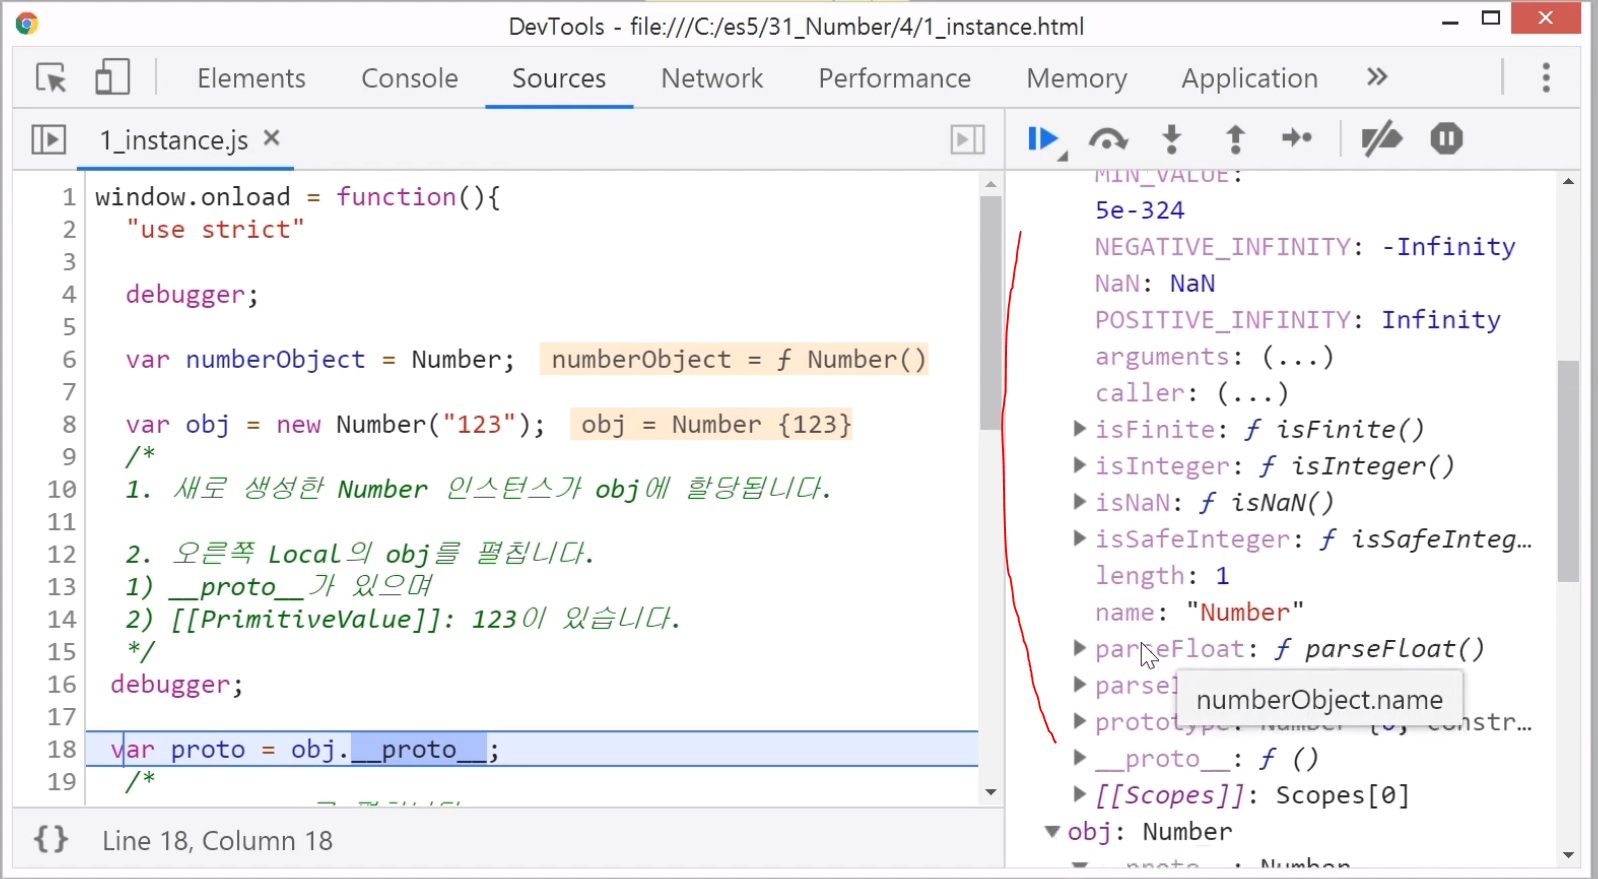 DevTools - file:///C:/es5/31_Number/4/1_instance.html
Elements Console Sources Network Performance Memory Application »
1_instance.js ×
1 window.onload = function(){
2 "use strict"
3
4 debugger;
5
6 var numberObject = Number; numberObject = ƒ Number()
7
8 var obj = new Number("123"); obj = Number {123}
9 /*
10 1. 새로 생성한 Number 인스턴스가 obj에 할당됩니다.
11
12 2. 오른쪽 Local의 obj를 펼칩니다.
13 1) __proto__가 있으며
14 2) [[PrimitiveValue]]: 123이 있습니다.
15 */
16 debugger;
17
18 var proto = obj.__proto__;
19 /*
{} Line 18, Column 18
MIN_VALUE:
5e-324
NEGATIVE_INFINITY: -Infinity
NaN: NaN
POSITIVE_INFINITY: Infinity
arguments: (...)
caller: (...)
isFinite: ƒ isFinite()
isInteger: ƒ isInteger()
isNaN: ƒ isNaN()
isSafeInteger: ƒ isSafeInteg…
length: 1
name: "Number"
parseFloat: ƒ parseFloat()
numberObject.name
prototype: Number {0, constr…
__proto__: ƒ ()
[[Scopes]]: Scopes[0]
obj: Number
__proto__: Number